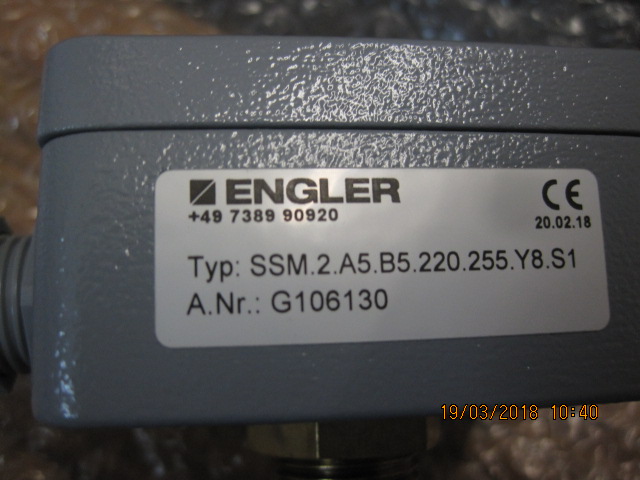 ENGLER
+49 7389 90920
CE
20.02.18
Typ: SSM.2.A5.B5.220.255.Y8.S1
A.Nr.: G106130
19/03/2018 10:40